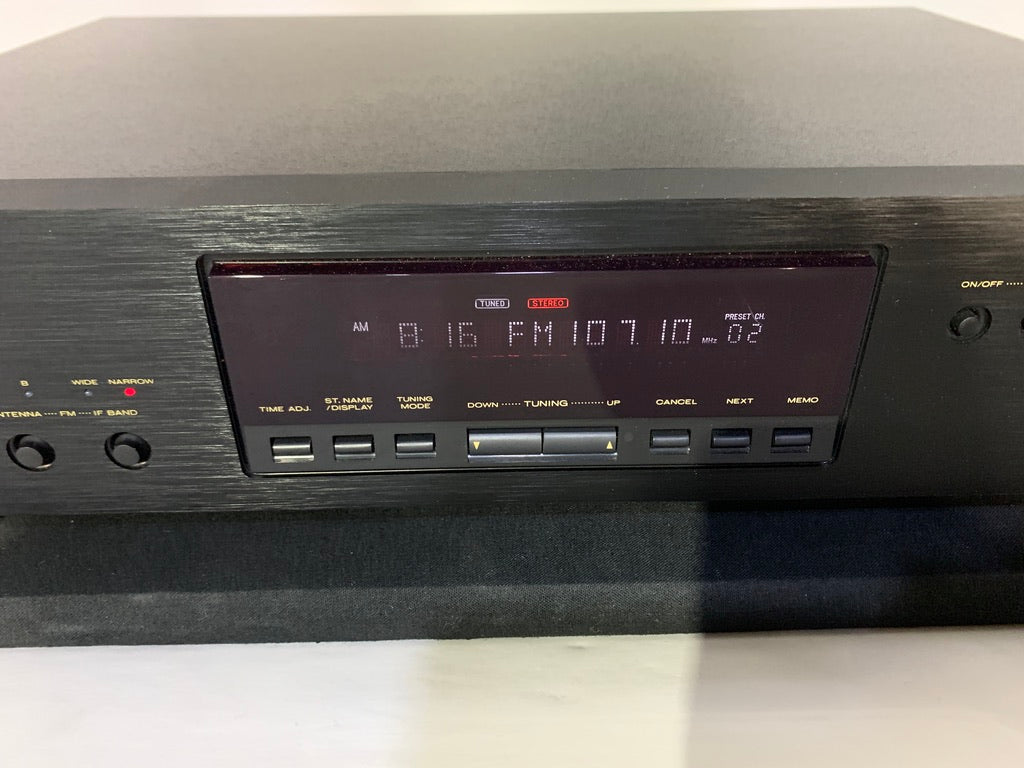 TUNED STEREO
PRESET CH.
AM 8:16 FM 107.10 MHz 02
ON/OFF
B WIDE NARROW
NTENNA FM IF BAND
TIME ADJ. ST. NAME /DISPLAY TUNING MODE DOWN TUNING UP CANCEL NEXT MEMO